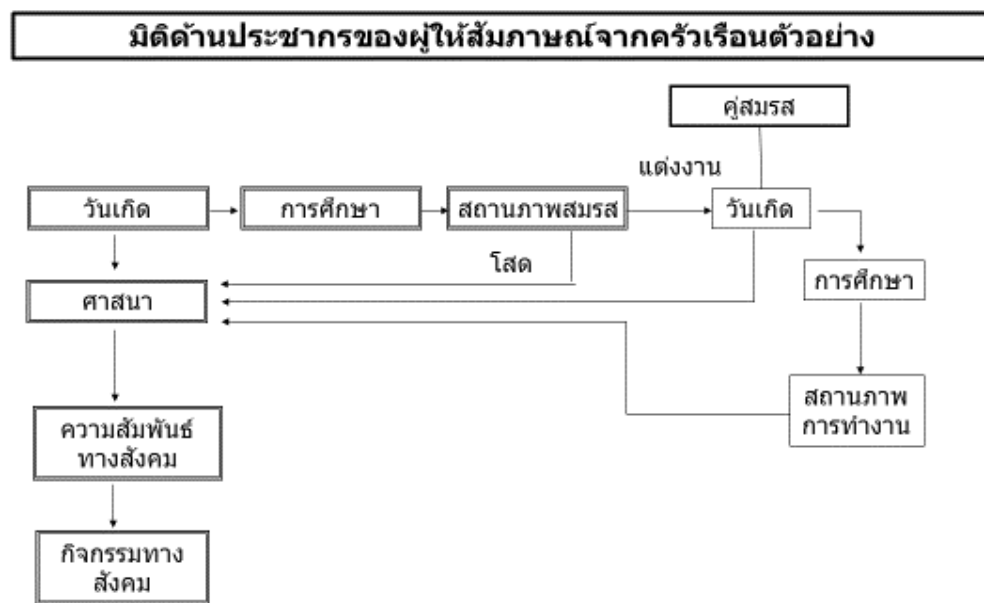 มิติด้านประชากรของผู้ให้สัมภาษณ์จากครัวเรือนตัวอย่าง
คู่สมรส
แต่งงาน
วันเกิด
การศึกษา
สถานภาพสมรส
วันเกิด
โสด
การศึกษา
ศาสนา
สถานภาพ
การทำงาน
ความสัมพันธ์
ทางสังคม
กิจกรรมทาง
สังคม